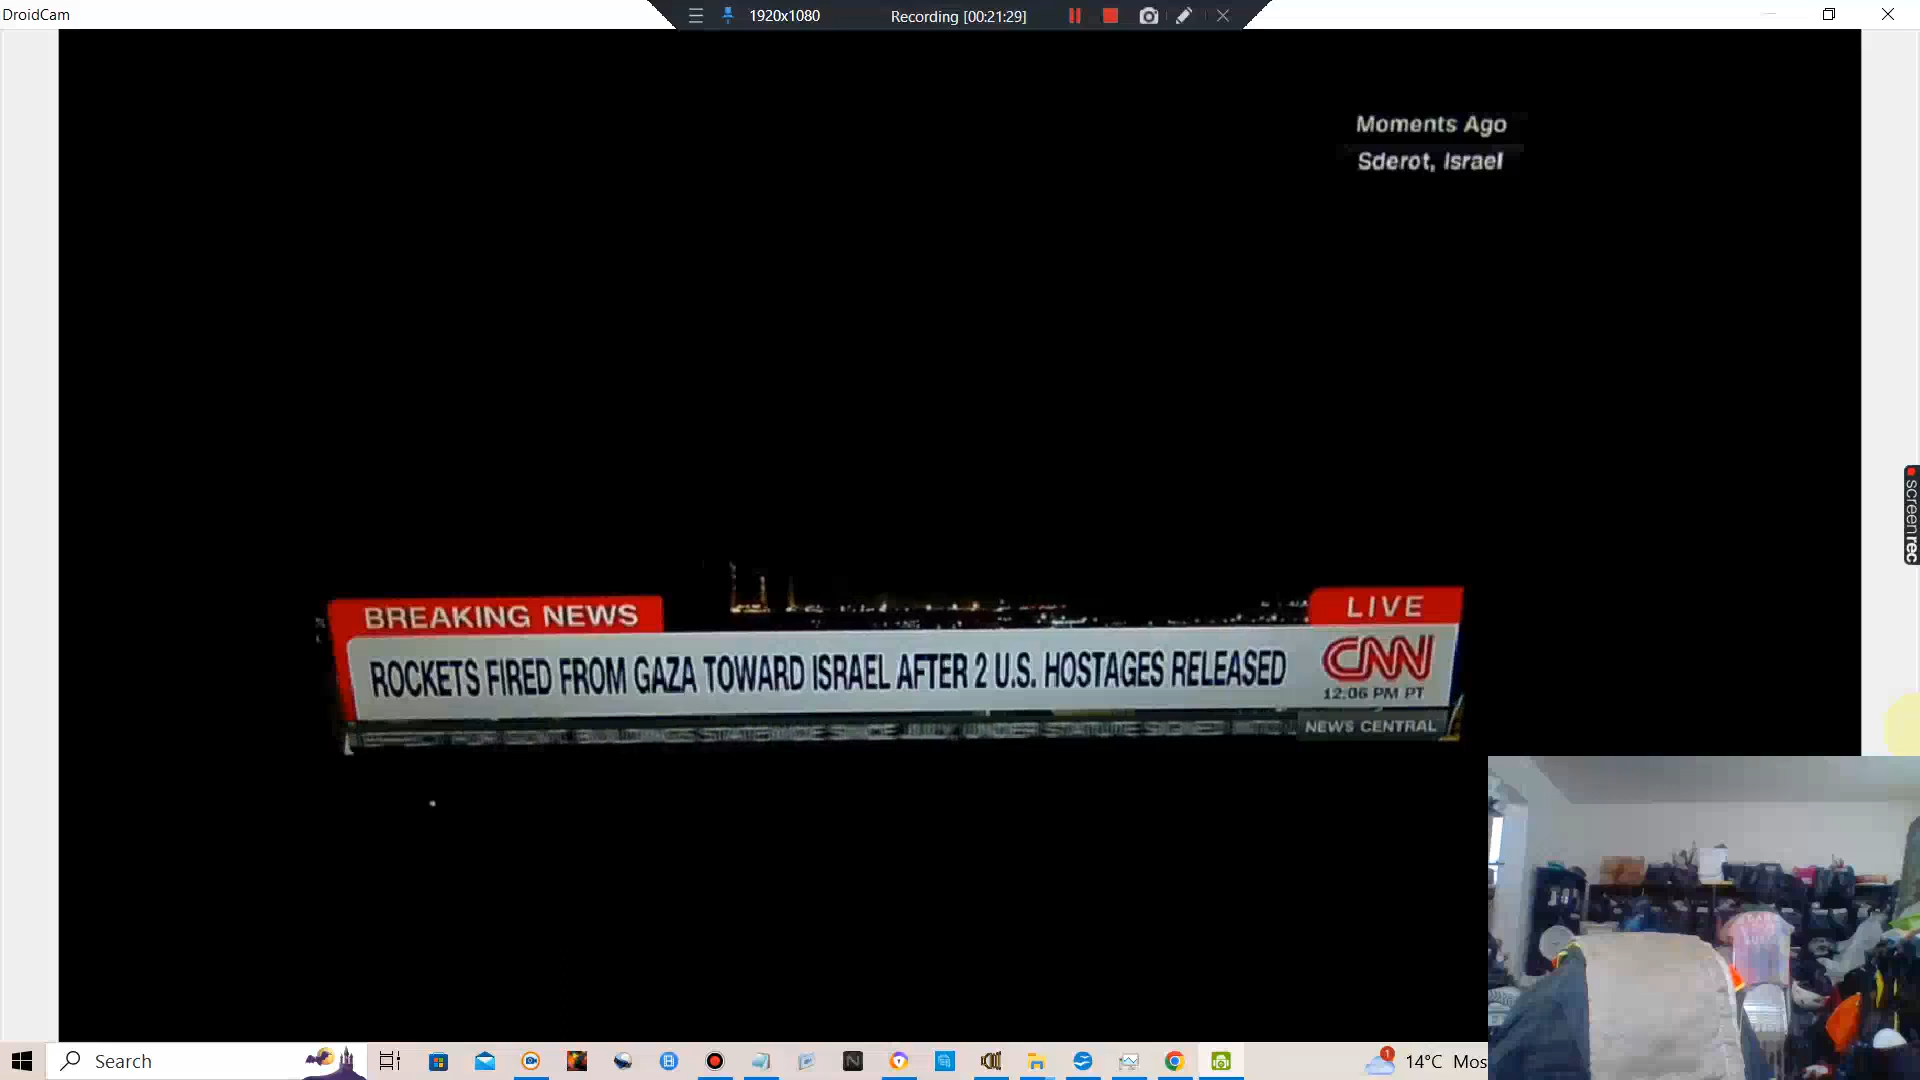 DroidCam
1920x1080
Recording [00:21:29]
Moments Ago
Sderot, Israel
BREAKING NEWS
LIVE
ROCKETS FIRED FROM GAZA TOWARD ISRAEL AFTER 2 U.S. HOSTAGES RELEASED
CNN
12:06 PM PT
NEWS CENTRAL
screenrec
Search
1
14°C Mos